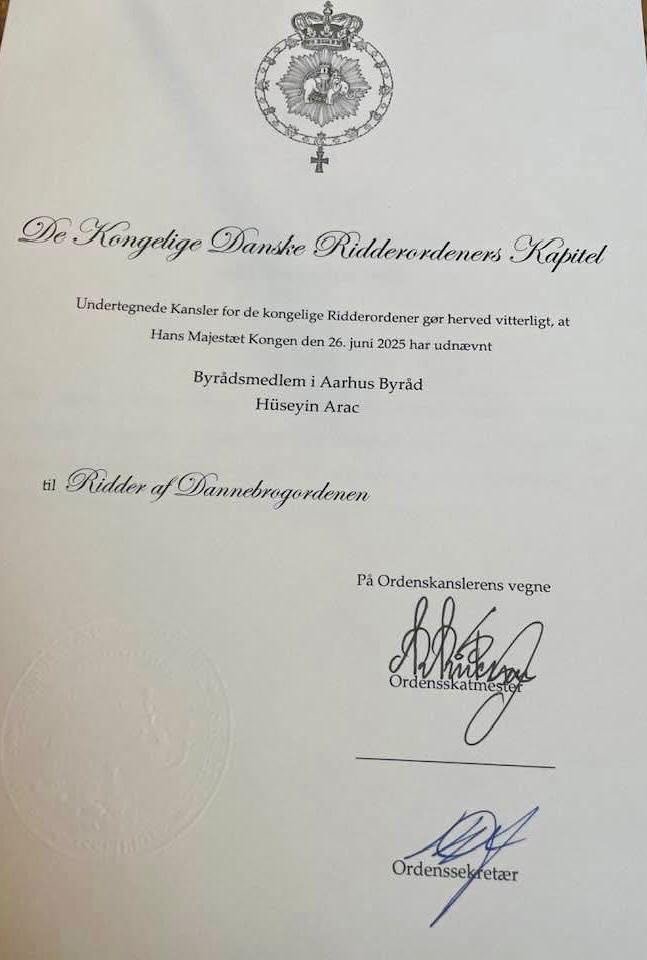 De Kongelige Danske Ridderordeners Kapitel
Undertegnede Kansler for de kongelige Ridderordener gør herved vitterligt, at
Hans Majestæt Kongen den 26. juni 2025 har udnævnt
Byrådsmedlem i Aarhus Byråd
Hüseyin Arac
til Ridder af Dannebrogordenen
På Ordenskanslerens vegne
Ordensskatmester
Ordenssekretær